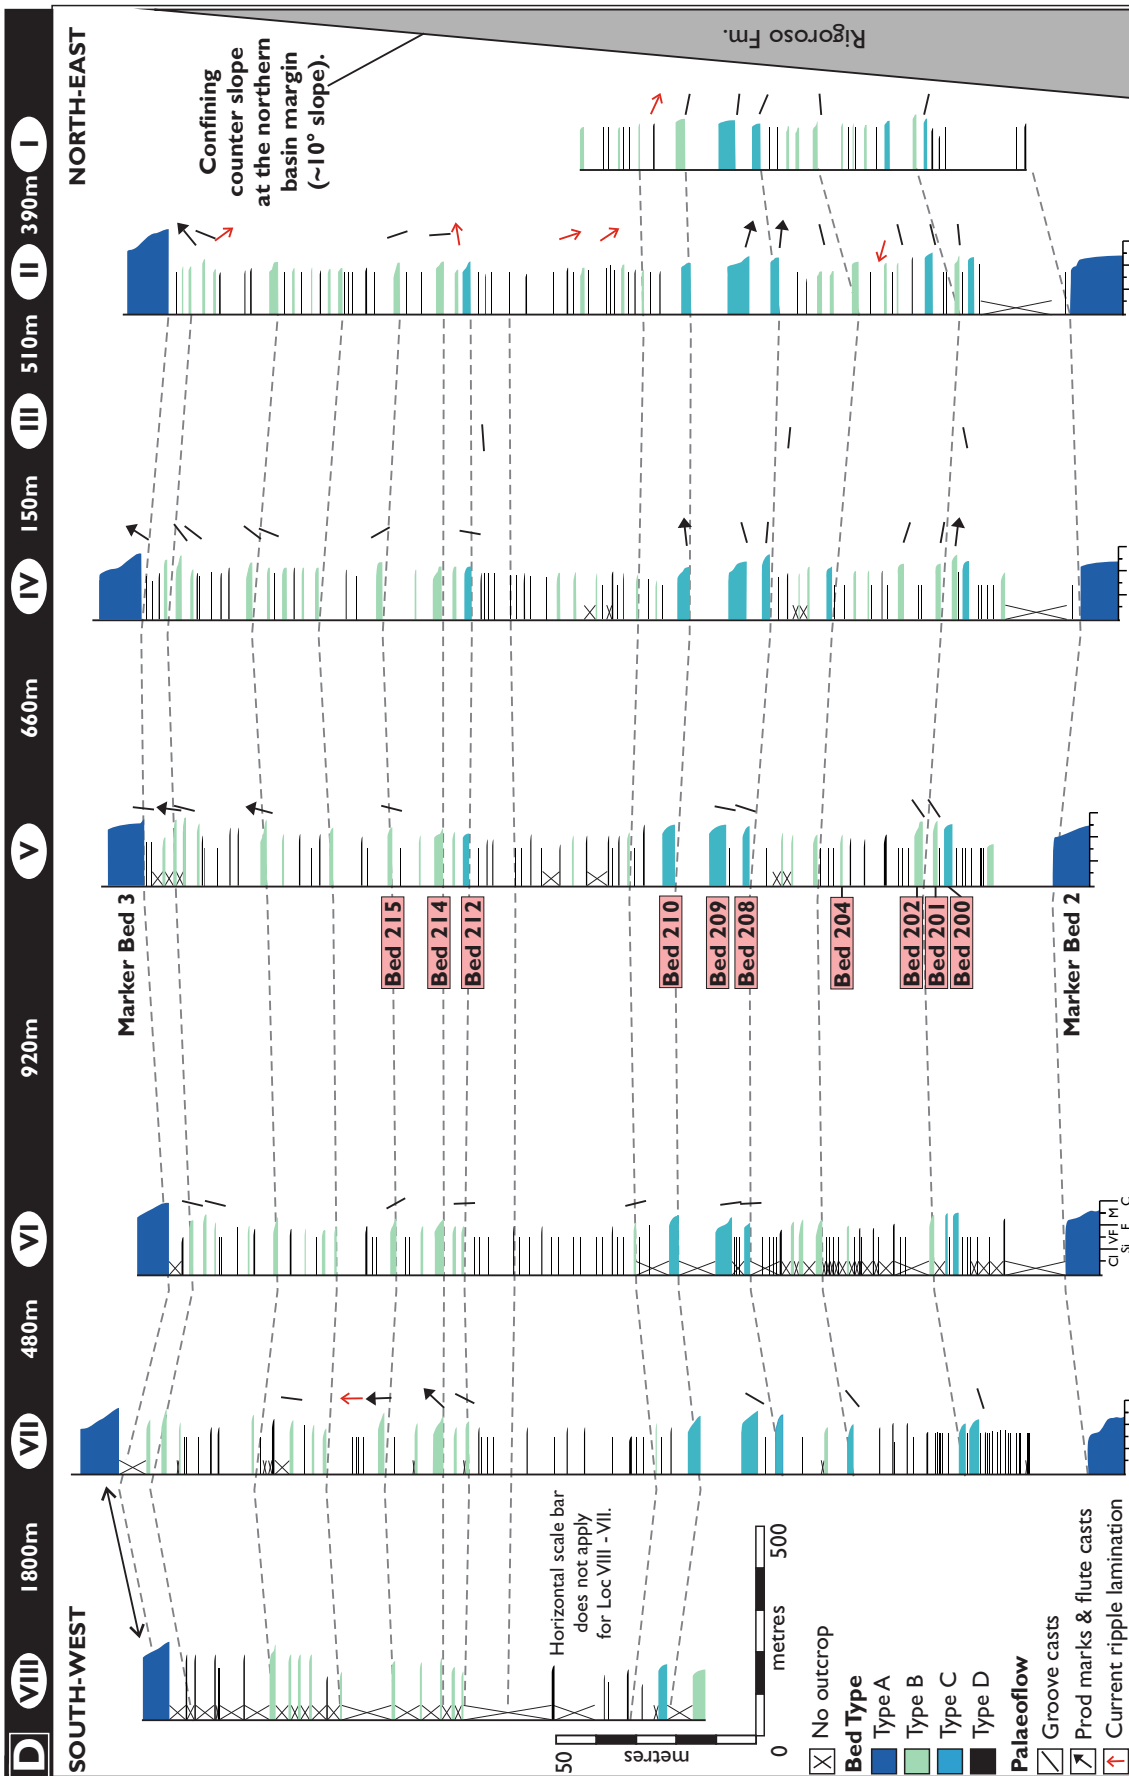 D
VIII
1800m
VII
480m
VI
920m
V
660m
IV
150m
III
510m
II
390m
I
SOUTH-WEST
NORTH-EAST
Confining
counter slope
at the northern
basin margin
(~10° slope).
Rigoroso Fm.
Marker Bed 3
Bed 215
Bed 214
Bed 212
Bed 210
Bed 209
Bed 208
Bed 204
Bed 202
Bed 201
Bed 200
Marker Bed 2
Horizontal scale bar
does not apply
for Loc VIII - VII.
50
metres
0
metres
500
No outcrop
Bed Type
Type A
Type B
Type C
Type D
Palaeoflow
Groove casts
Prod marks & flute casts
Current ripple lamination
Cl
VF
M
Si
F
C